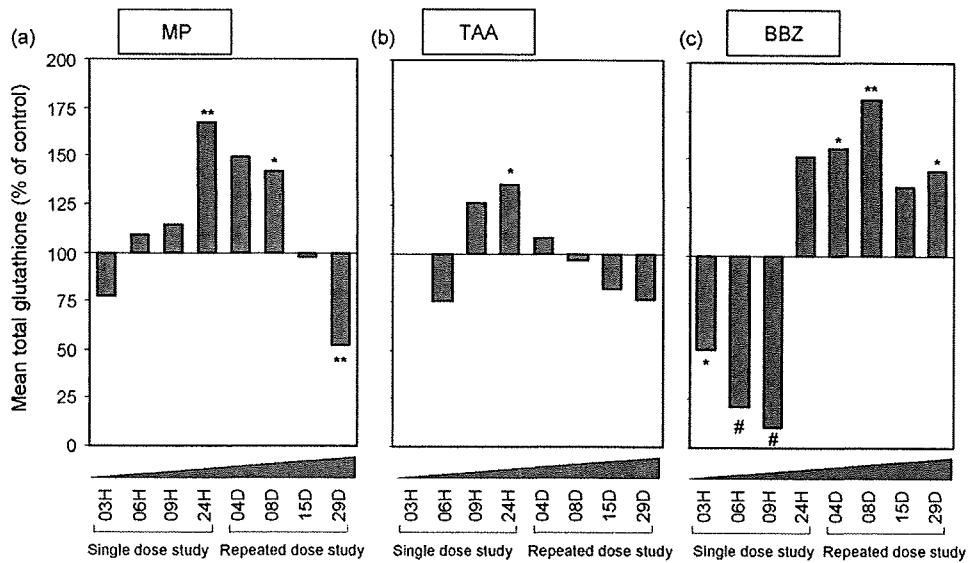 (a) MP
(b) TAA
(c) BBZ
Mean total glutathione (% of control)
200
175
150
125
100
75
50
25
0
**
*
**
*
*
**
*
*
#
#
03H
06H
09H
24H
04D
08D
15D
29D
03H
06H
09H
24H
04D
08D
15D
29D
03H
06H
09H
24H
04D
08D
15D
29D
Single dose study
Repeated dose study
Single dose study
Repeated dose study
Single dose study
Repeated dose study